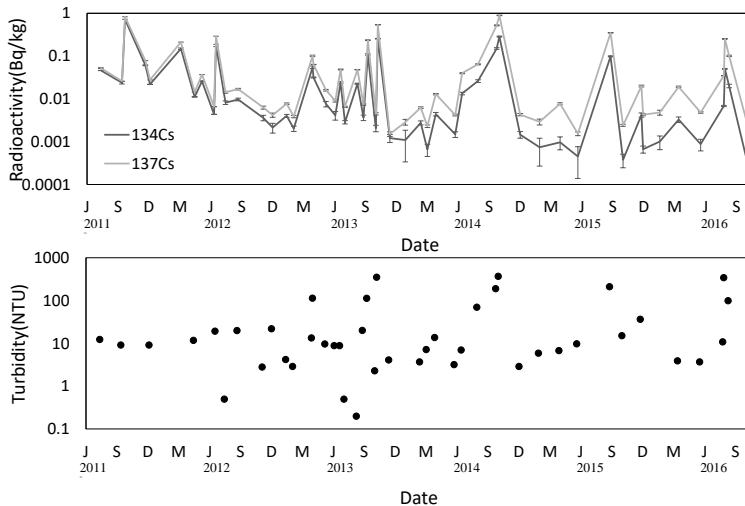 Radioactivity(Bq/kg)
1
0.1
0.01
0.001
0.0001
134Cs
137Cs
J S D M J S D M J S D M J S D M J S D M J S
2011 2012 2013 2014 2015 2016
Date
Turbidity(NTU)
1000
100
10
1
0.1
J S D M J S D M J S D M J S D M J S D M J S
2011 2012 2013 2014 2015 2016
Date